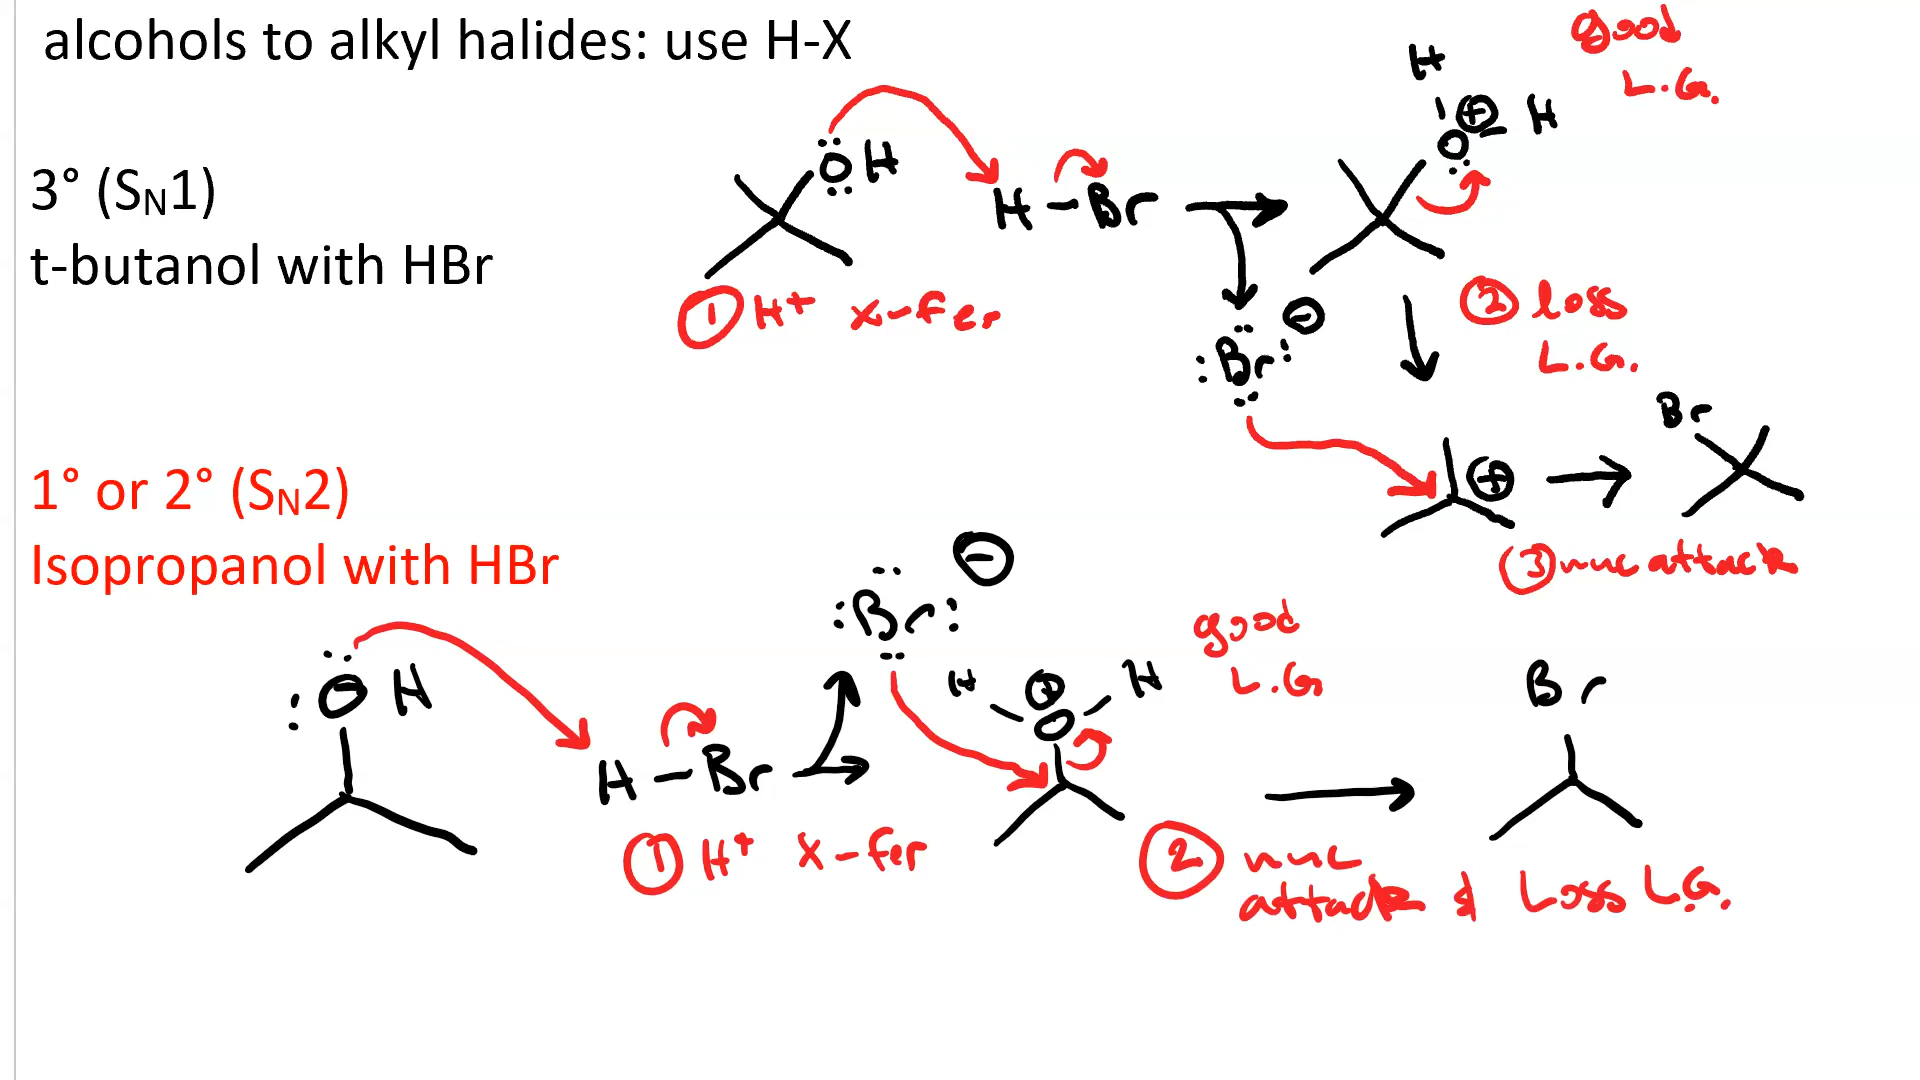 alcohols to alkyl halides: use H-X
good
L.G.
H
⊕
O
H
3° (SN1)
t-butanol with HBr
OH
H-Br
① H+ x-fer
:Br: ⊖
② loss
L.G.
⊕
Br
③ nuc attack
1° or 2° (SN2)
Isopropanol with HBr
:OH
H-Br
① H+ x-fer
:Br: ⊖
H ⊕ H
O
good
L.G
② nuc
attack & Loss L.G.
Br